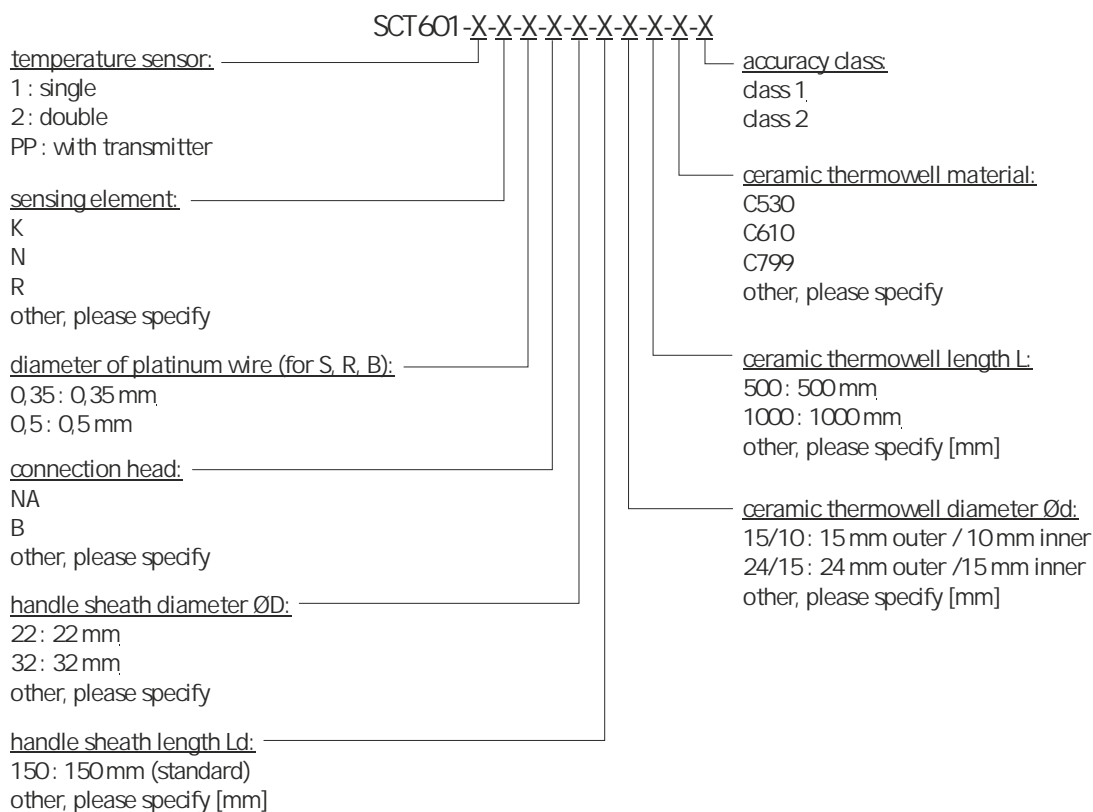 SCT601-X-X-X-X-X-X-X-X-X-X
temperature sensor:
1 : single
2 : double
PP : with transmitter
sensing element:
K
N
R
other, please specify
diameter of platinum wire (for S, R, B):
0,35 : 0,35 mm
0,5 : 0,5 mm
connection head:
NA
B
other, please specify
handle sheath diameter ØD:
22 : 22 mm
32 : 32 mm
other, please specify
handle sheath length Ld:
150 : 150 mm (standard)
other, please specify [mm]
accuracy class:
class 1
class 2
ceramic thermowell material:
C530
C610
C799
other, please specify
ceramic thermowell length L:
500 : 500 mm
1000 : 1000 mm
other, please specify [mm]
ceramic thermowell diameter Ød:
15/10 : 15 mm outer / 10 mm inner
24/15 : 24 mm outer /15 mm inner
other, please specify [mm]